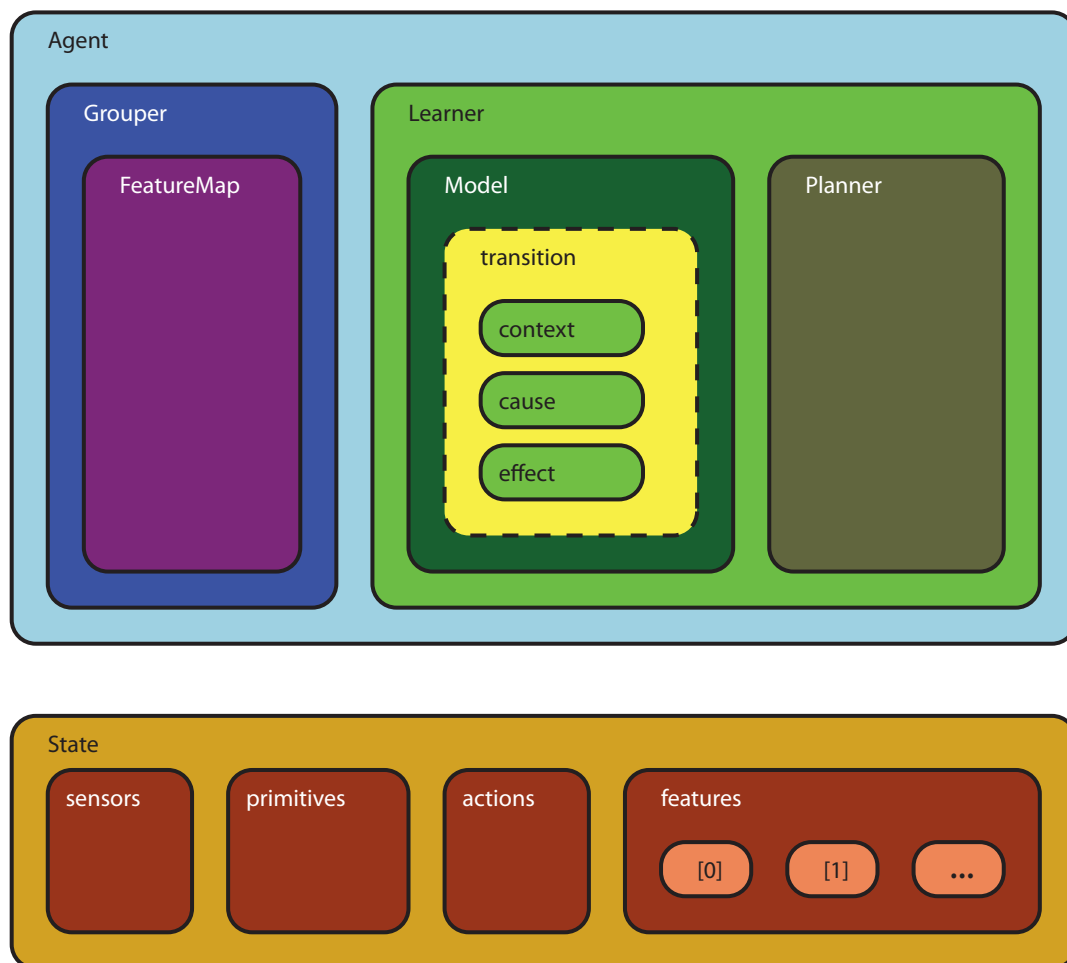 Agent
Grouper
Learner
FeatureMap
Model
Planner
transition
context
cause
effect
State
sensors
primitives
actions
features
[0]
[1]
...